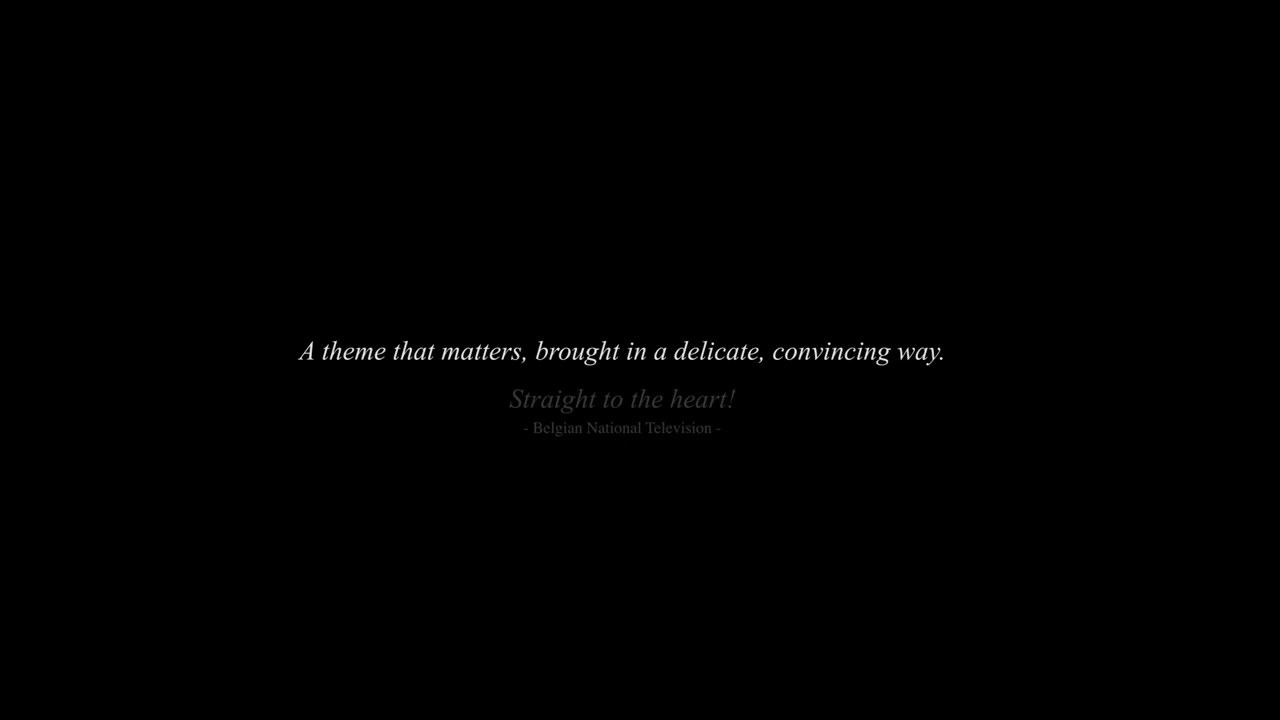 A theme that matters, brought in a delicate, convincing way.
Straight to the heart!
- Belgian National Television -